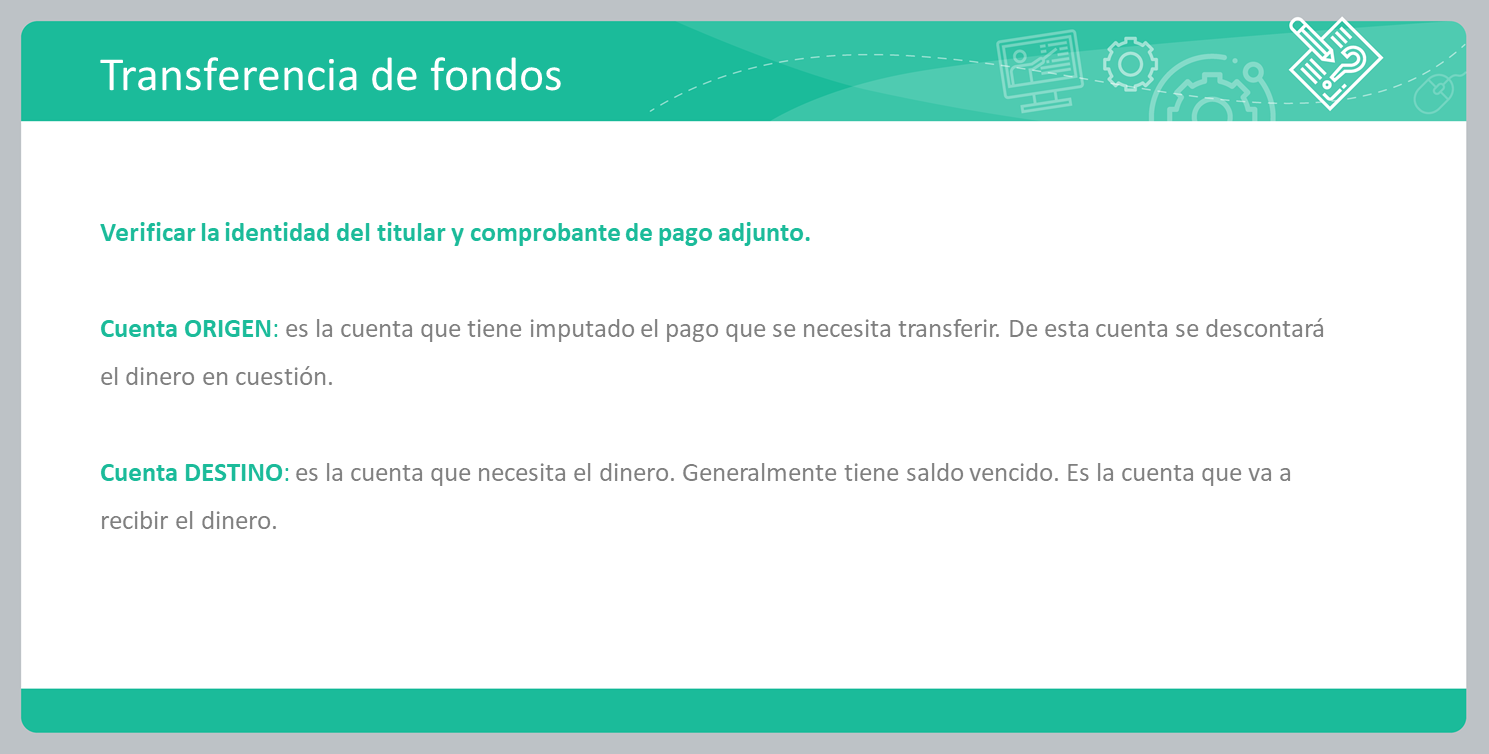 Transferencia de fondos
Verificar la identidad del titular y comprobante de pago adjunto.
Cuenta ORIGEN: es la cuenta que tiene imputado el pago que se necesita transferir. De esta cuenta se descontará
el dinero en cuestión.
Cuenta DESTINO: es la cuenta que necesita el dinero. Generalmente tiene saldo vencido. Es la cuenta que va a
recibir el dinero.